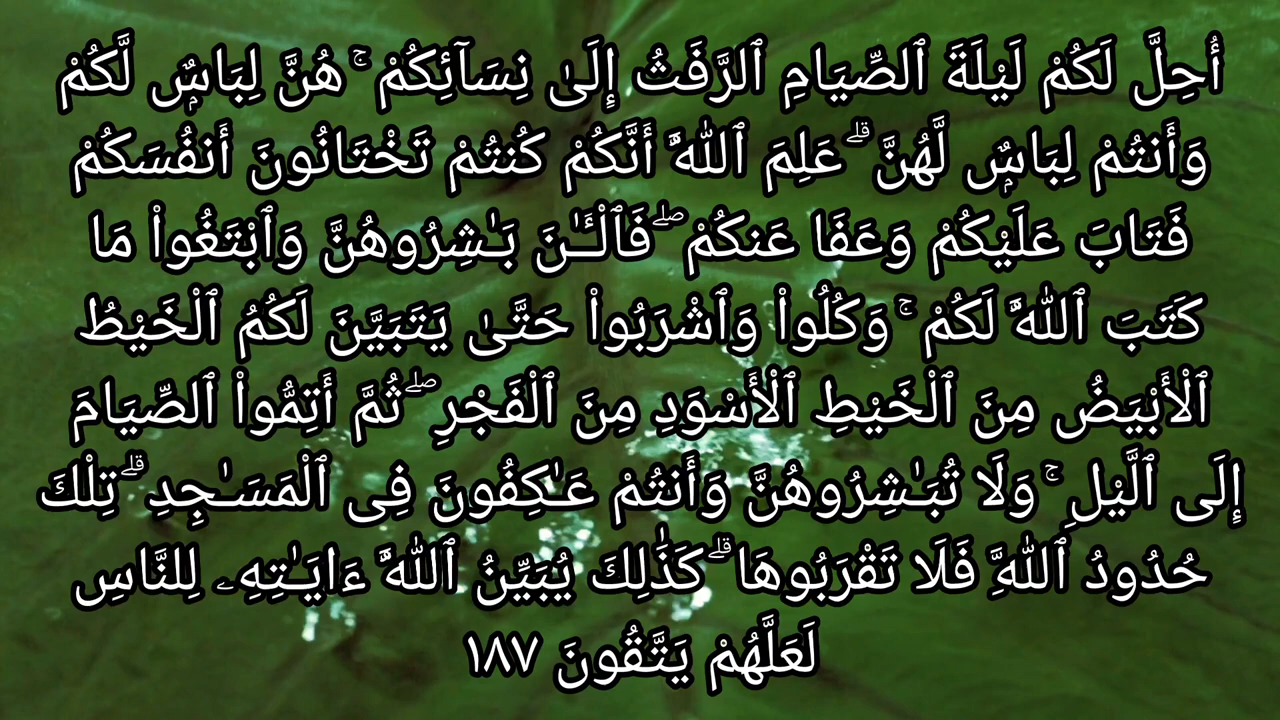 أُحِلَّ لَكُمْ لَيْلَةَ ٱلصِّيَامِ ٱلرَّفَثُ إِلَىٰ نِسَآئِكُمْ ۚ هُنَّ لِبَاسٌۭ لَّكُمْ
وَأَنتُمْ لِبَاسٌۭ لَّهُنَّ ۗ عَلِمَ ٱللَّهُ أَنَّكُمْ كُنتُمْ تَخْتَانُونَ أَنفُسَكُمْ
فَتَابَ عَلَيْكُمْ وَعَفَا عَنكُمْ ۖ فَٱلْـَٔـٰنَ بَـٰشِرُوهُنَّ وَٱبْتَغُوا۟ مَا
كَتَبَ ٱللَّهُ لَكُمْ ۚ وَكُلُوا۟ وَٱشْرَبُوا۟ حَتَّىٰ يَتَبَيَّنَ لَكُمُ ٱلْخَيْطُ
ٱلْأَبْيَضُ مِنَ ٱلْخَيْطِ ٱلْأَسْوَدِ مِنَ ٱلْفَجْرِ ۖ ثُمَّ أَتِمُّوا۟ ٱلصِّيَامَ
إِلَى ٱلَّيْلِ ۚ وَلَا تُبَـٰشِرُوهُنَّ وَأَنتُمْ عَـٰكِفُونَ فِى ٱلْمَسَـٰجِدِ ۗ تِلْكَ
حُدُودُ ٱللَّهِ فَلَا تَقْرَبُوهَا ۗ كَذَٰلِكَ يُبَيِّنُ ٱللَّهُ ءَايَـٰتِهِۦ لِلنَّاسِ
لَعَلَّهُمْ يَتَّقُونَ ١٨٧